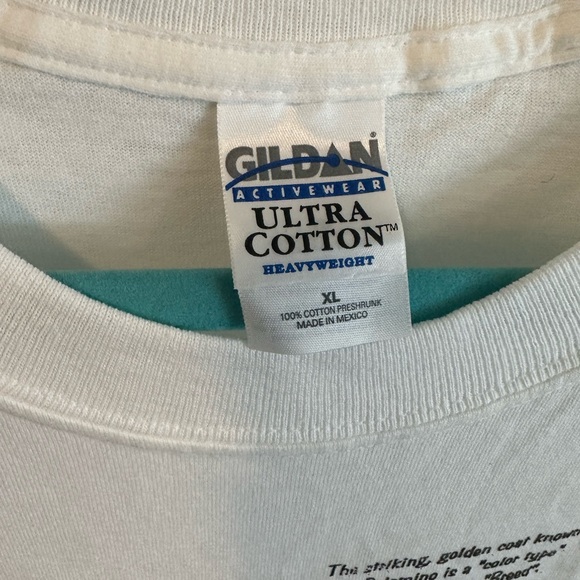 GILDAN®
ACTIVEWEAR
ULTRA
COTTON™
HEAVYWEIGHT
XL
100% COTTON PRESHRUNK
MADE IN MEXICO
The striking, golden coat known
Palomino is a "color type"
"Breed".